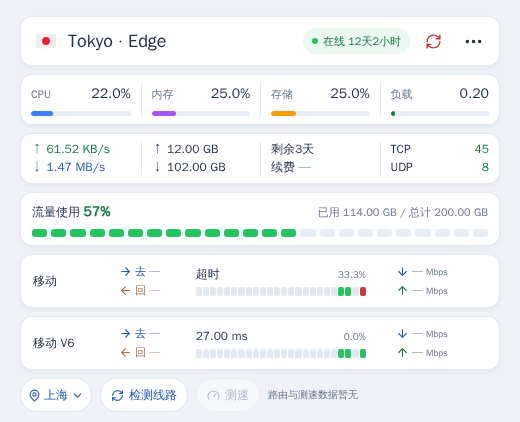 Tokyo · Edge
在线 12天2小时
CPU 22.0%
内存 25.0%
存储 25.0%
负载 0.20
↑ 61.52 KB/s
↓ 1.47 MB/s
↑ 12.00 GB
↓ 102.00 GB
剩余3天
续费 —
TCP 45
UDP 8
流量使用 57%
已用 114.00 GB / 总计 200.00 GB
移动
→ 去 —
← 回 —
超时 33.3%
↓ — Mbps
↑ — Mbps
移动 V6
→ 去 —
← 回 —
27.00 ms 0.0%
↓ — Mbps
↑ — Mbps
上海
检测线路
测速
路由与测速数据暂无